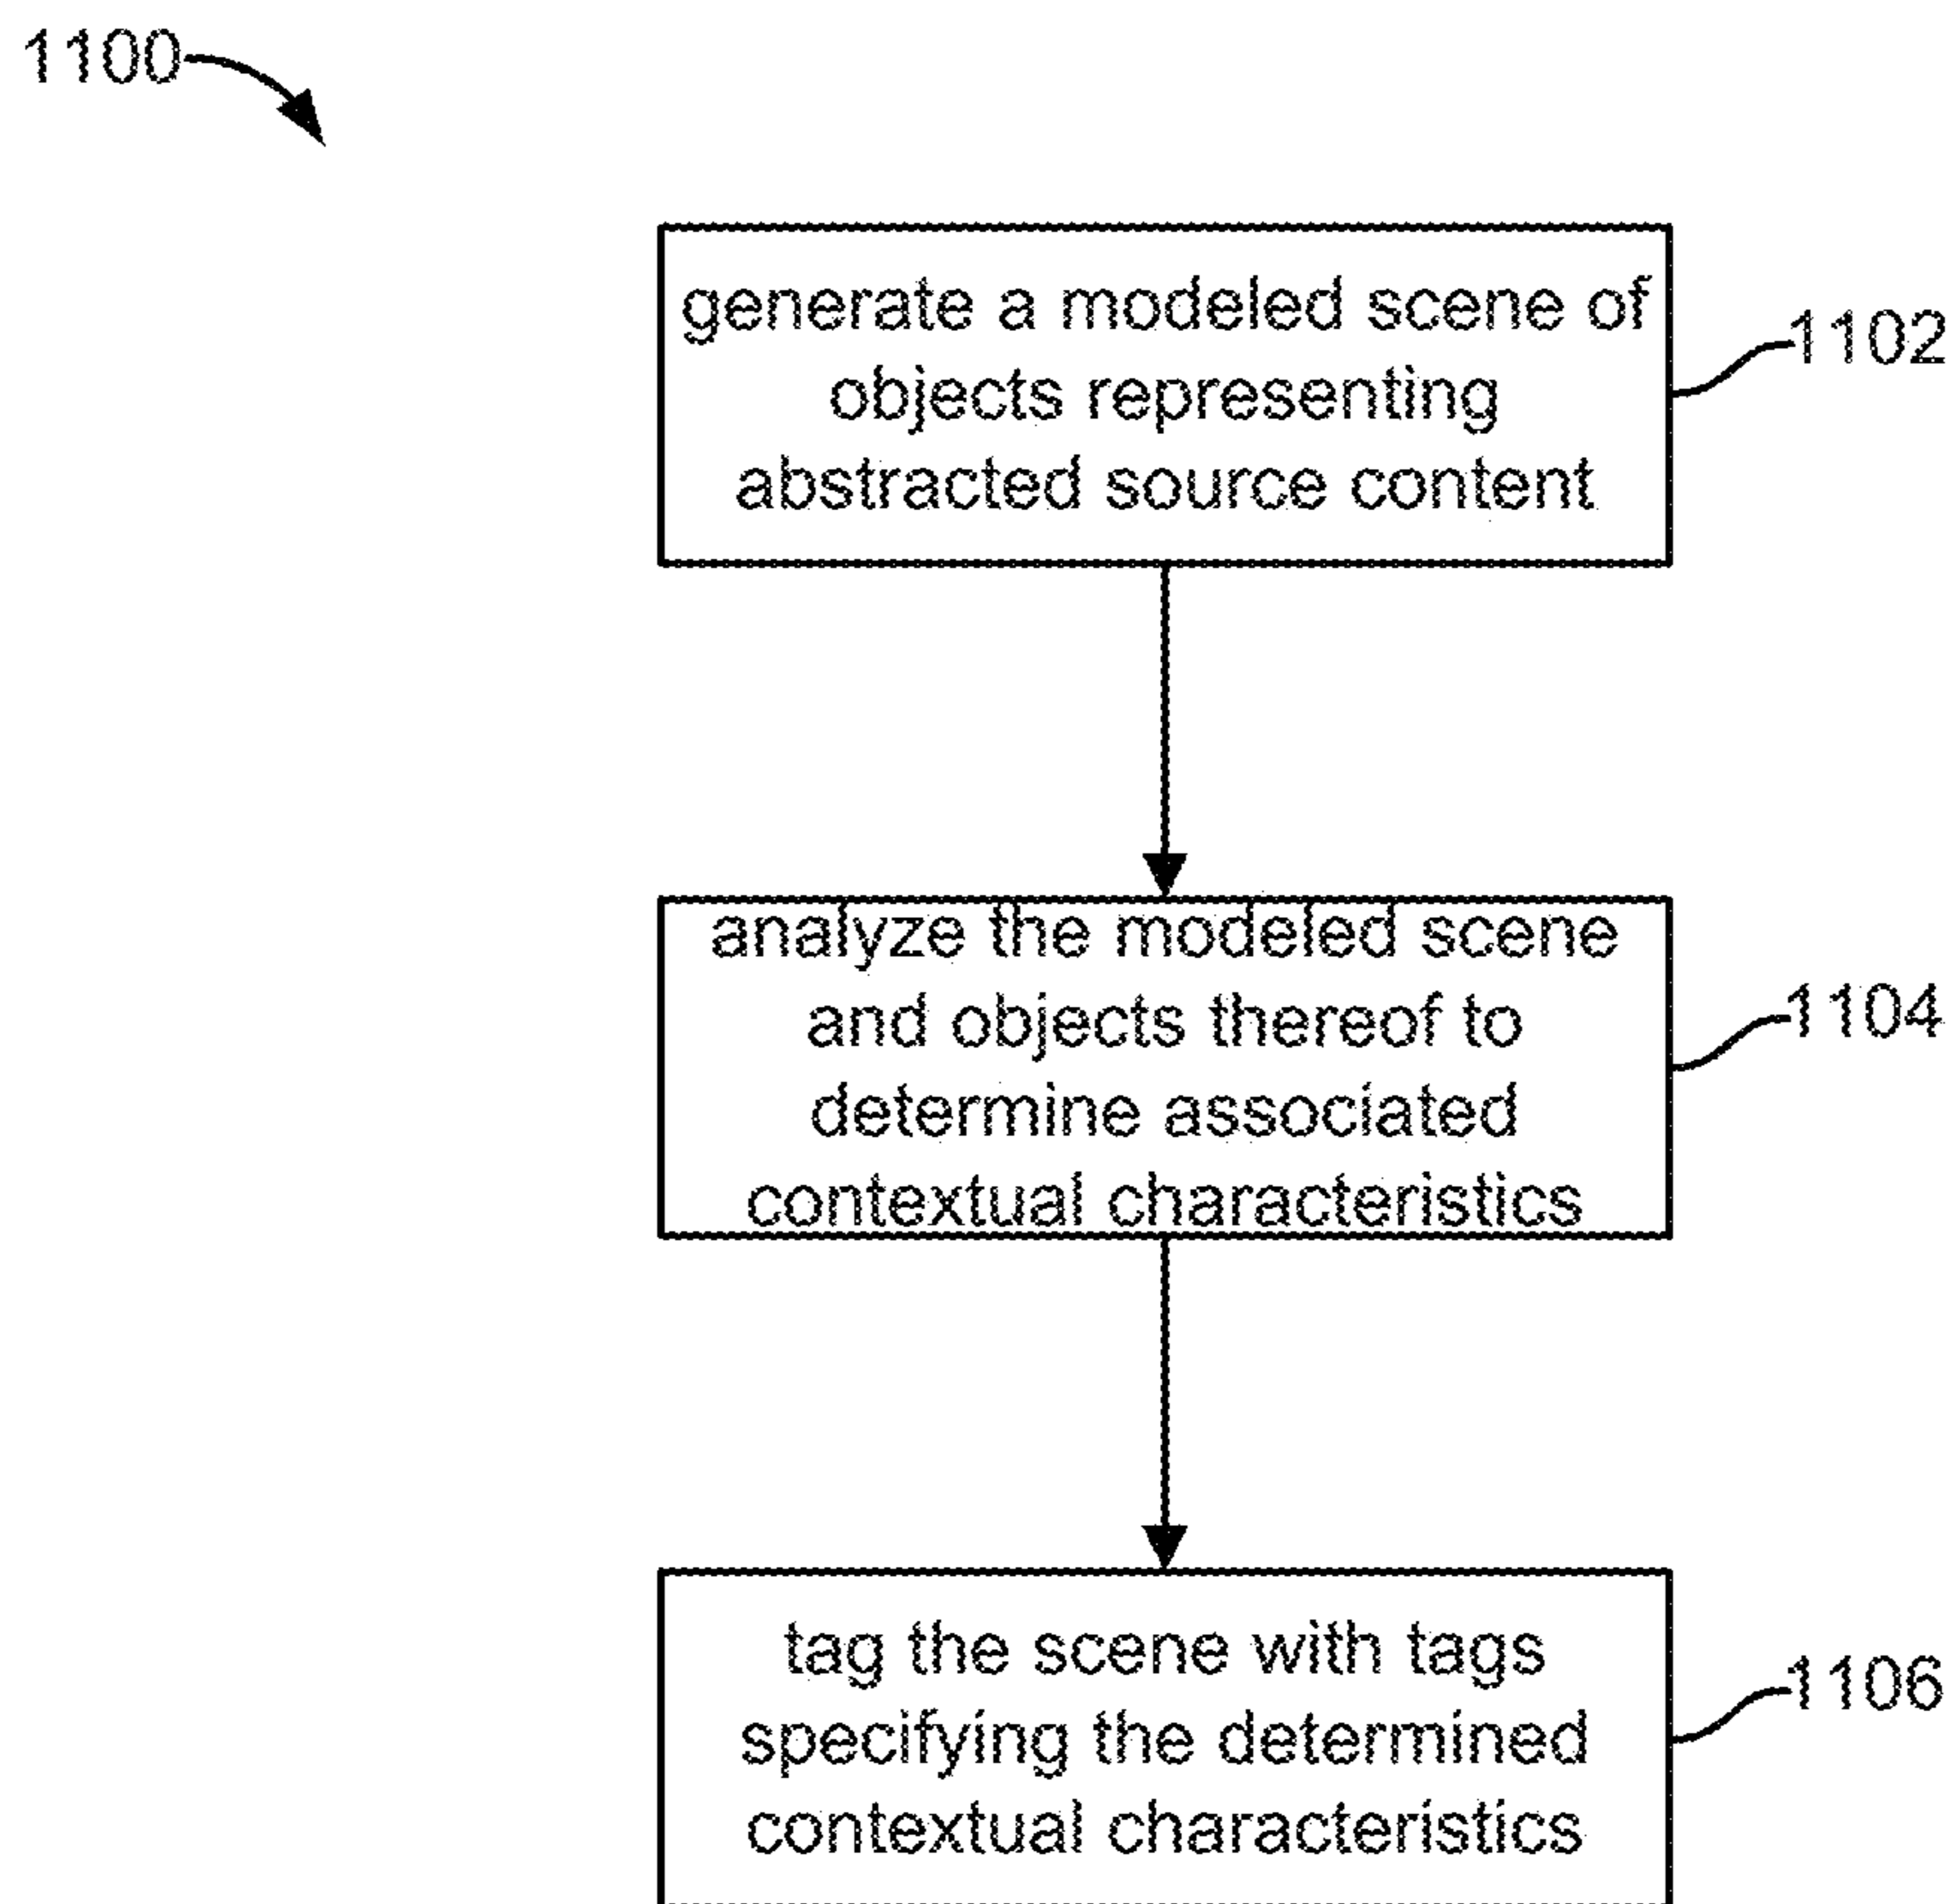 1100
generate a modeled scene of
objects representing
abstracted source content
1102
analyze the modeled scene
and objects thereof to
determine associated
contextual characteristics
1104
tag the scene with tags
specifying the determined
contextual characteristics
1106